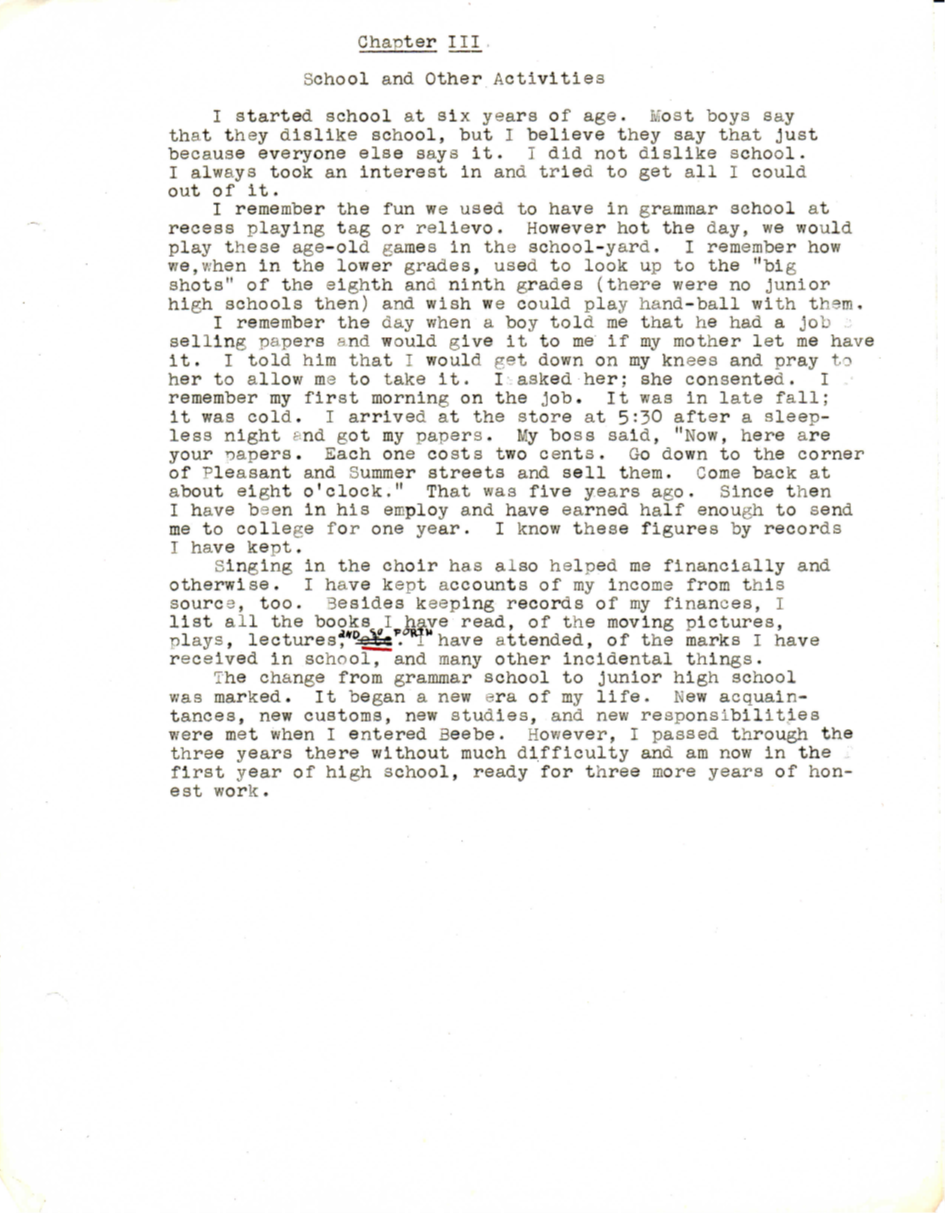 Chapter III.
School and Other Activities
I started school at six years of age. Most boys say
that they dislike school, but I believe they say that just
because everyone else says it. I did not dislike school.
I always took an interest in and tried to get all I could
out of it.
I remember the fun we used to have in grammar school at
recess playing tag or relievo. However hot the day, we would
play these age-old games in the school-yard. I remember how
we,when in the lower grades, used to look up to the "big
shots" of the eighth and ninth grades (there were no junior
high schools then) and wish we could play hand-ball with them.
I remember the day when a boy told me that he had a job
selling papers and would give it to me if my mother let me have
it. I told him that I would get down on my knees and pray to
her to allow me to take it. I asked her; she consented. I
remember my first morning on the job. It was in late fall;
it was cold. I arrived at the store at 5:30 after a sleep-
less night and got my papers. My boss said, "Now, here are
your papers. Each one costs two cents. Go down to the corner
of Pleasant and Summer streets and sell them. Come back at
about eight o'clock." That was five years ago. Since then
I have been in his employ and have earned half enough to send
me to college for one year. I know these figures by records
I have kept.
Singing in the choir has also helped me financially and
otherwise. I have kept accounts of my income from this
source, too. Besides keeping records of my finances, I
list all the books I have read, of the moving pictures,
plays, lectures, AND SO FORTH I have attended, of the marks I have
received in school, and many other incidental things.
The change from grammar school to junior high school
was marked. It began a new era of my life. New acquain-
tances, new customs, new studies, and new responsibilities
were met when I entered Beebe. However, I passed through the
three years there without much difficulty and am now in the
first year of high school, ready for three more years of hon-
est work.